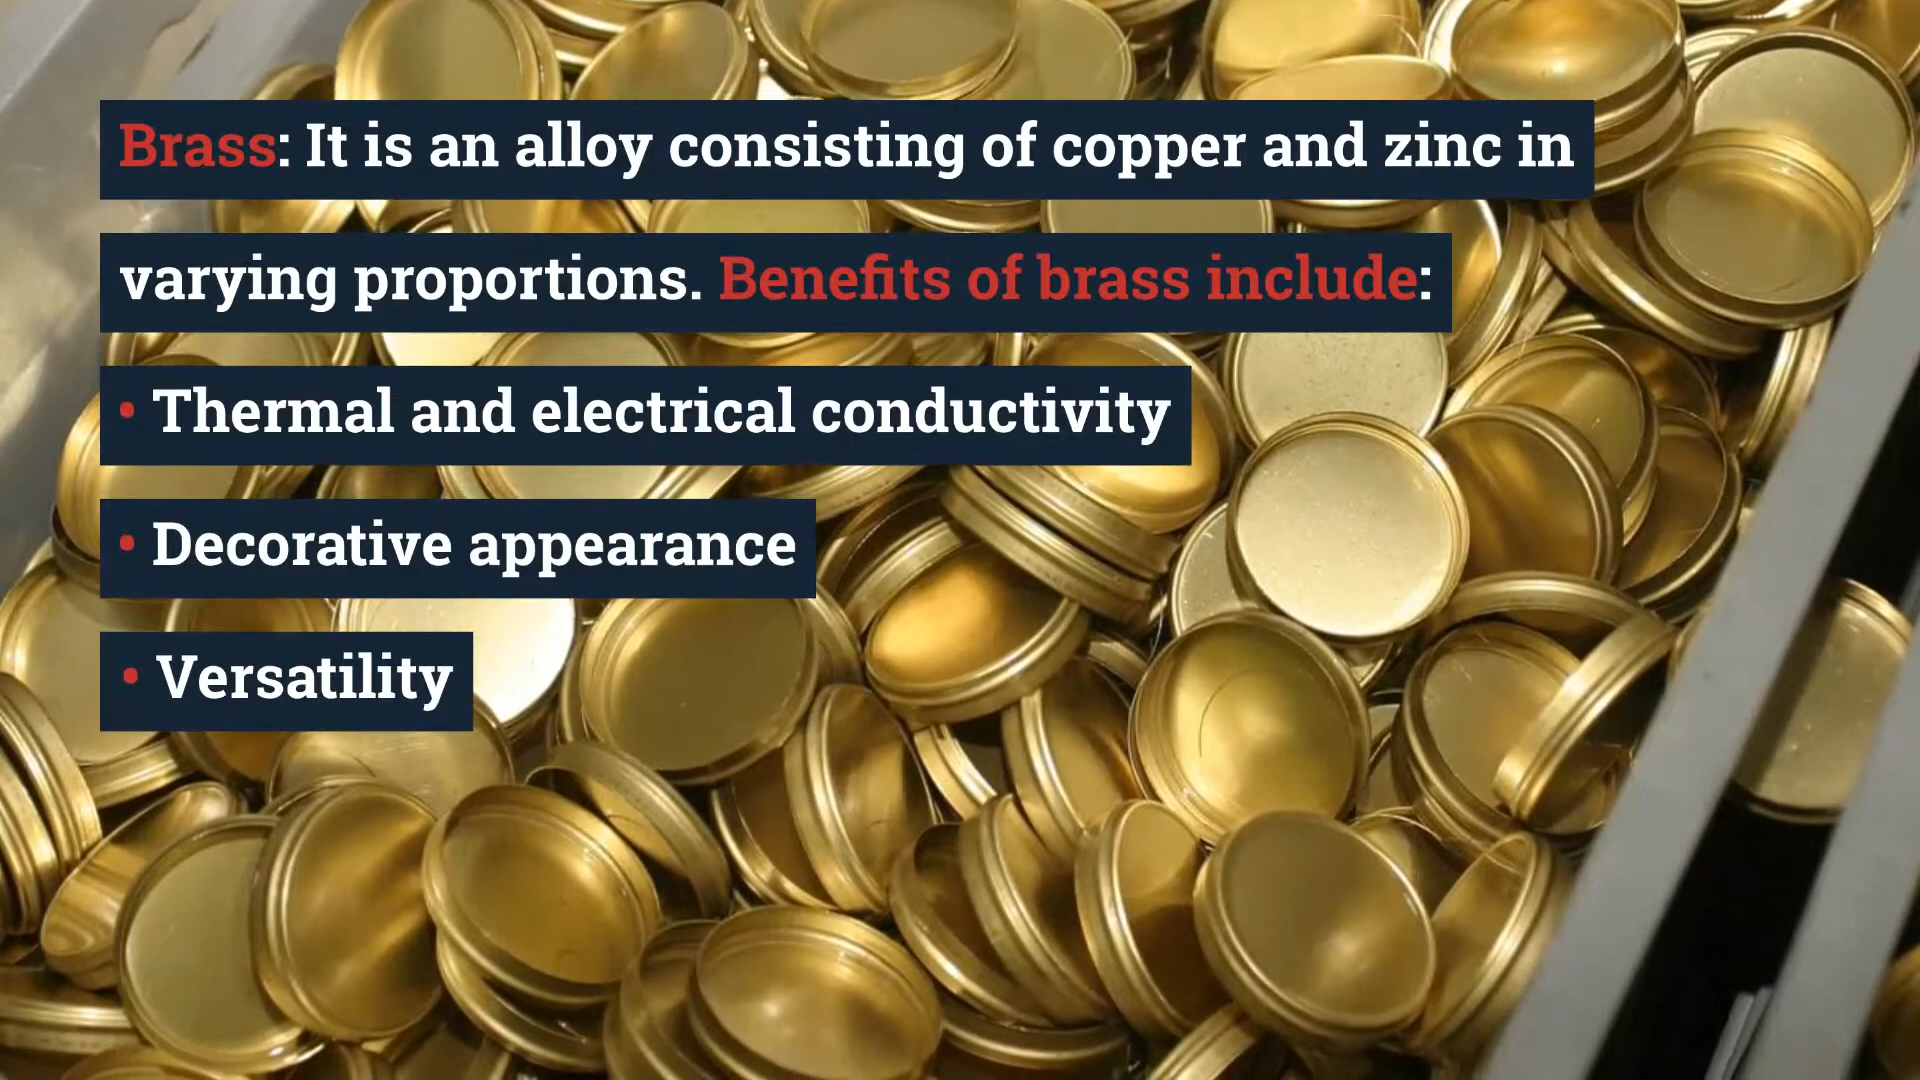 Brass: It is an alloy consisting of copper and zinc in
varying proportions. Benefits of brass include:
• Thermal and electrical conductivity
• Decorative appearance
• Versatility